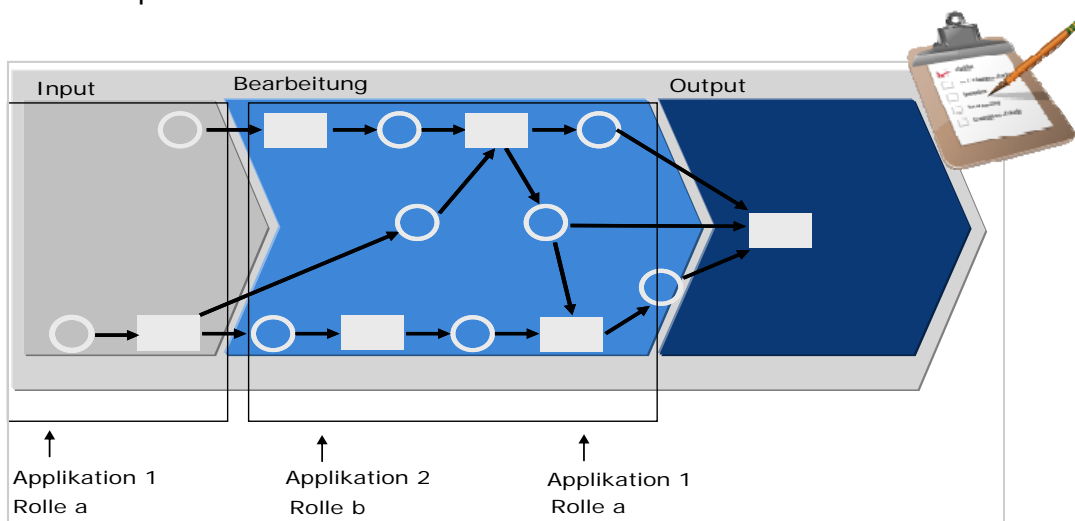 Input
Bearbeitung
Output
Applikation 1
Rolle a
Applikation 2
Rolle b
Applikation 1
Rolle a